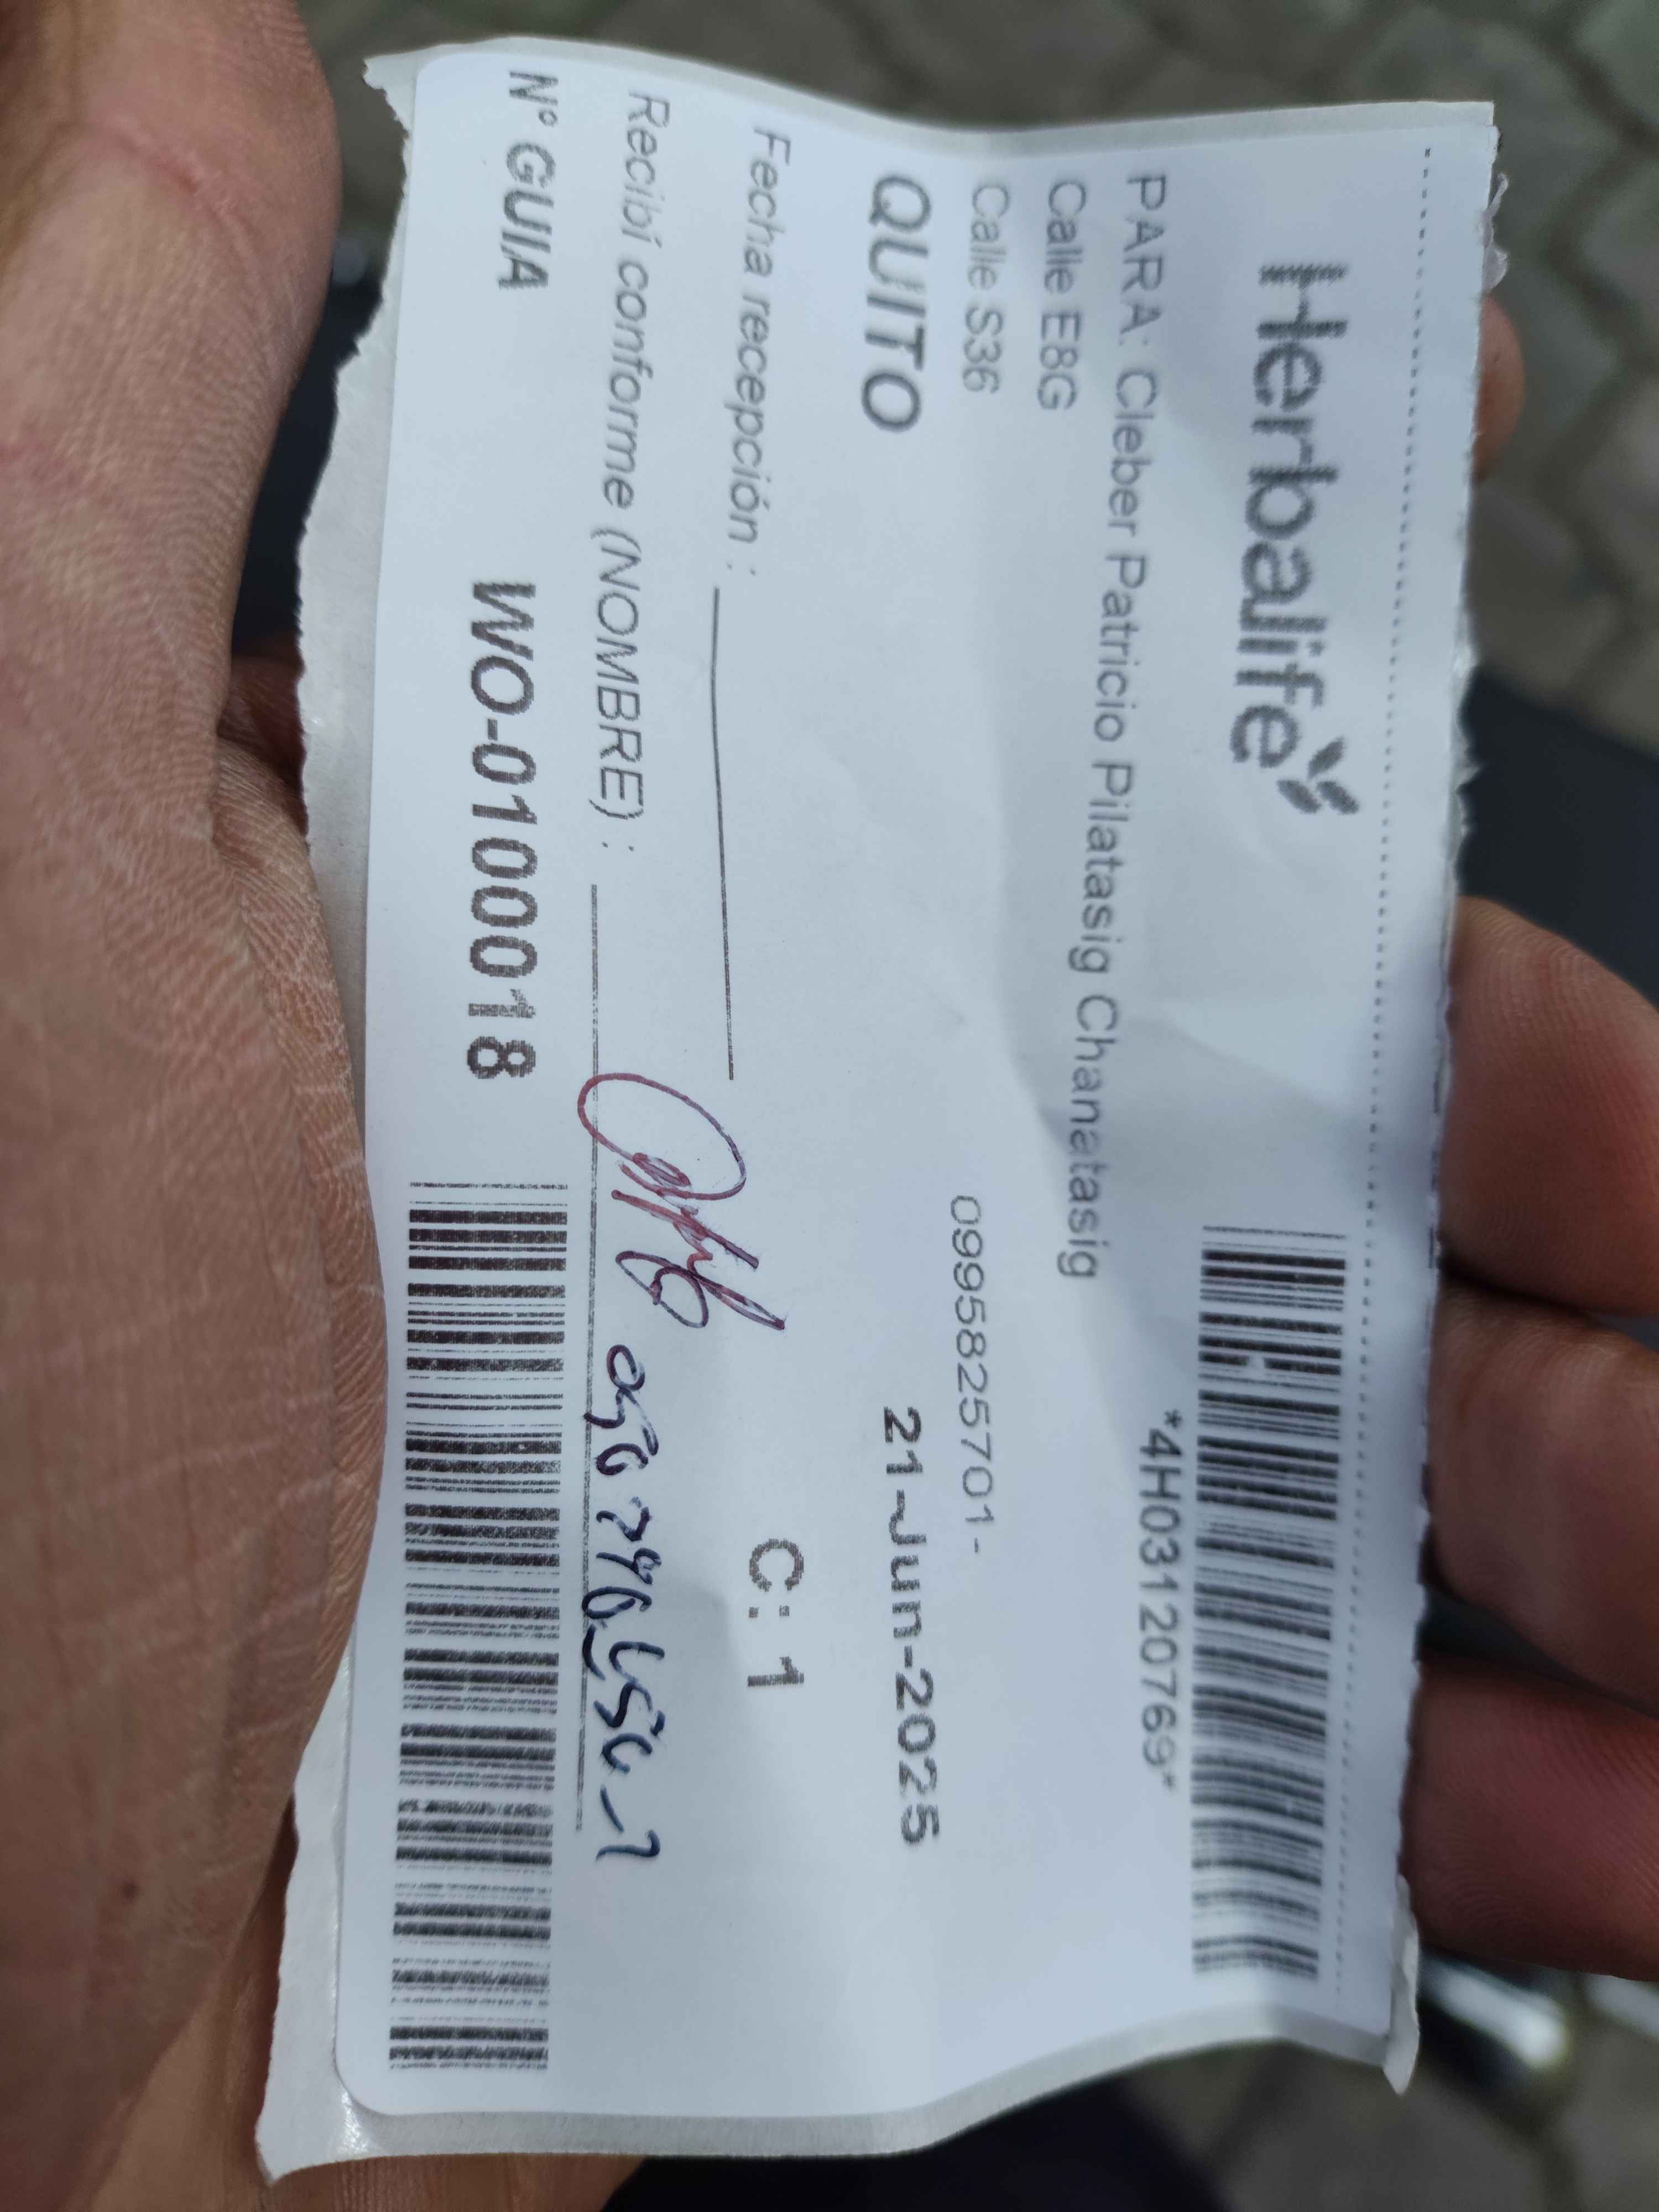 Herbalife
*4H03120769*
PARA: Cleber Patricio Pilatasig Chanatasig
Calle E8G
Calle S36
0995825701-
QUITO
21-Jun-2025
Fecha recepción :
C: 1
Recibí conforme (NOMBRE) :
N° GUIA
WO-0100018